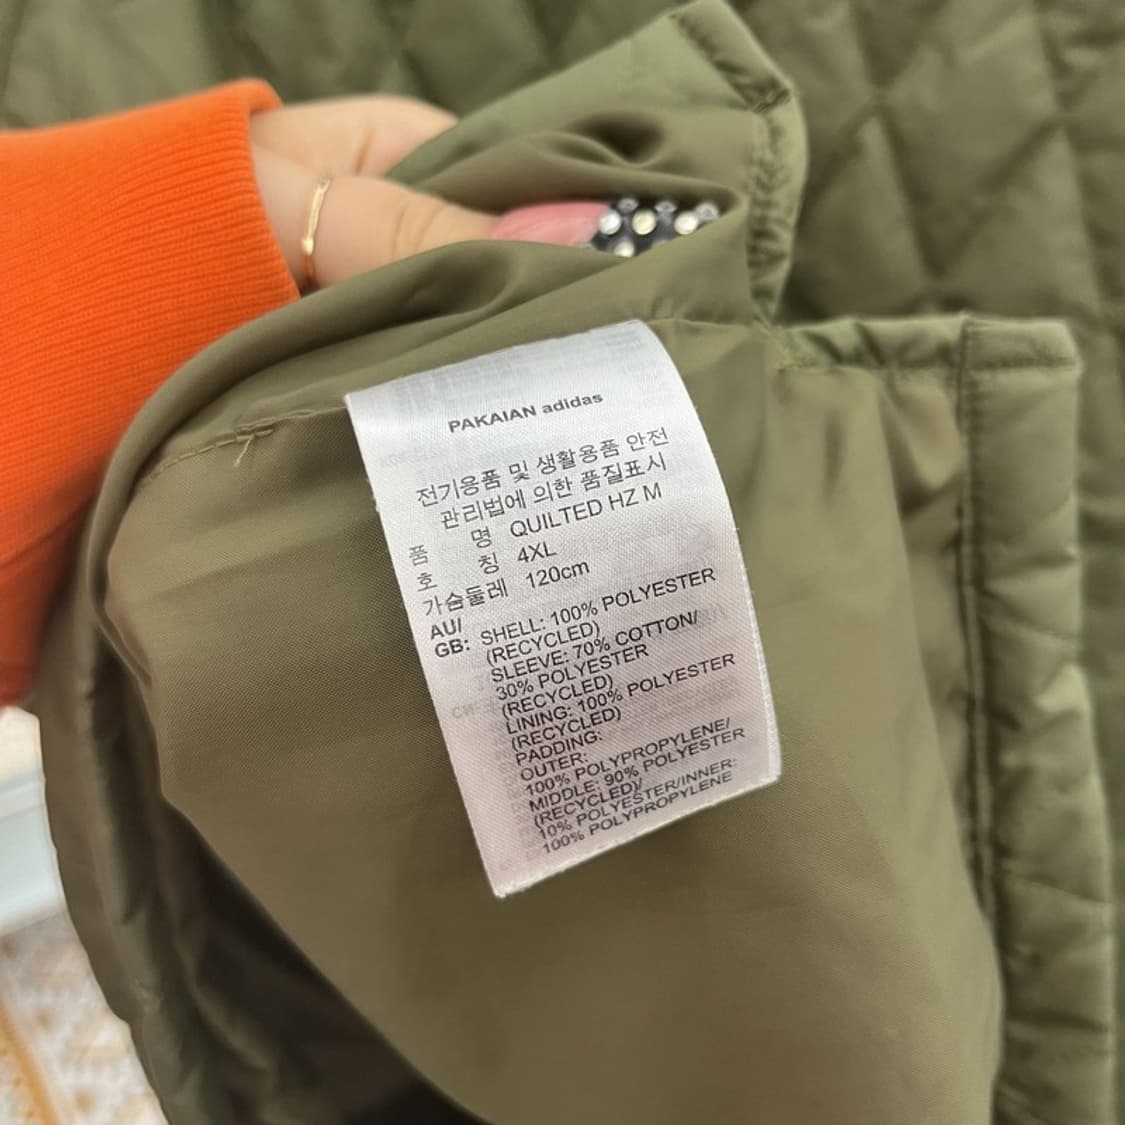 PAKAIAN adidas
전기용품 및 생활용품 안전
관리법에 의한 품질표시
품 명 QUILTED HZ M
호 칭 4XL
가슴둘레 120cm
AU/
GB: SHELL: 100% POLYESTER
(RECYCLED)
SLEEVE: 70% COTTON/
30% POLYESTER
(RECYCLED)
LINING: 100% POLYESTER
(RECYCLED)
PADDING:
OUTER:
100% POLYPROPYLENE/
MIDDLE: 90% POLYESTER
(RECYCLED)/
10% POLYESTER/INNER:
100% POLYPROPYLENE